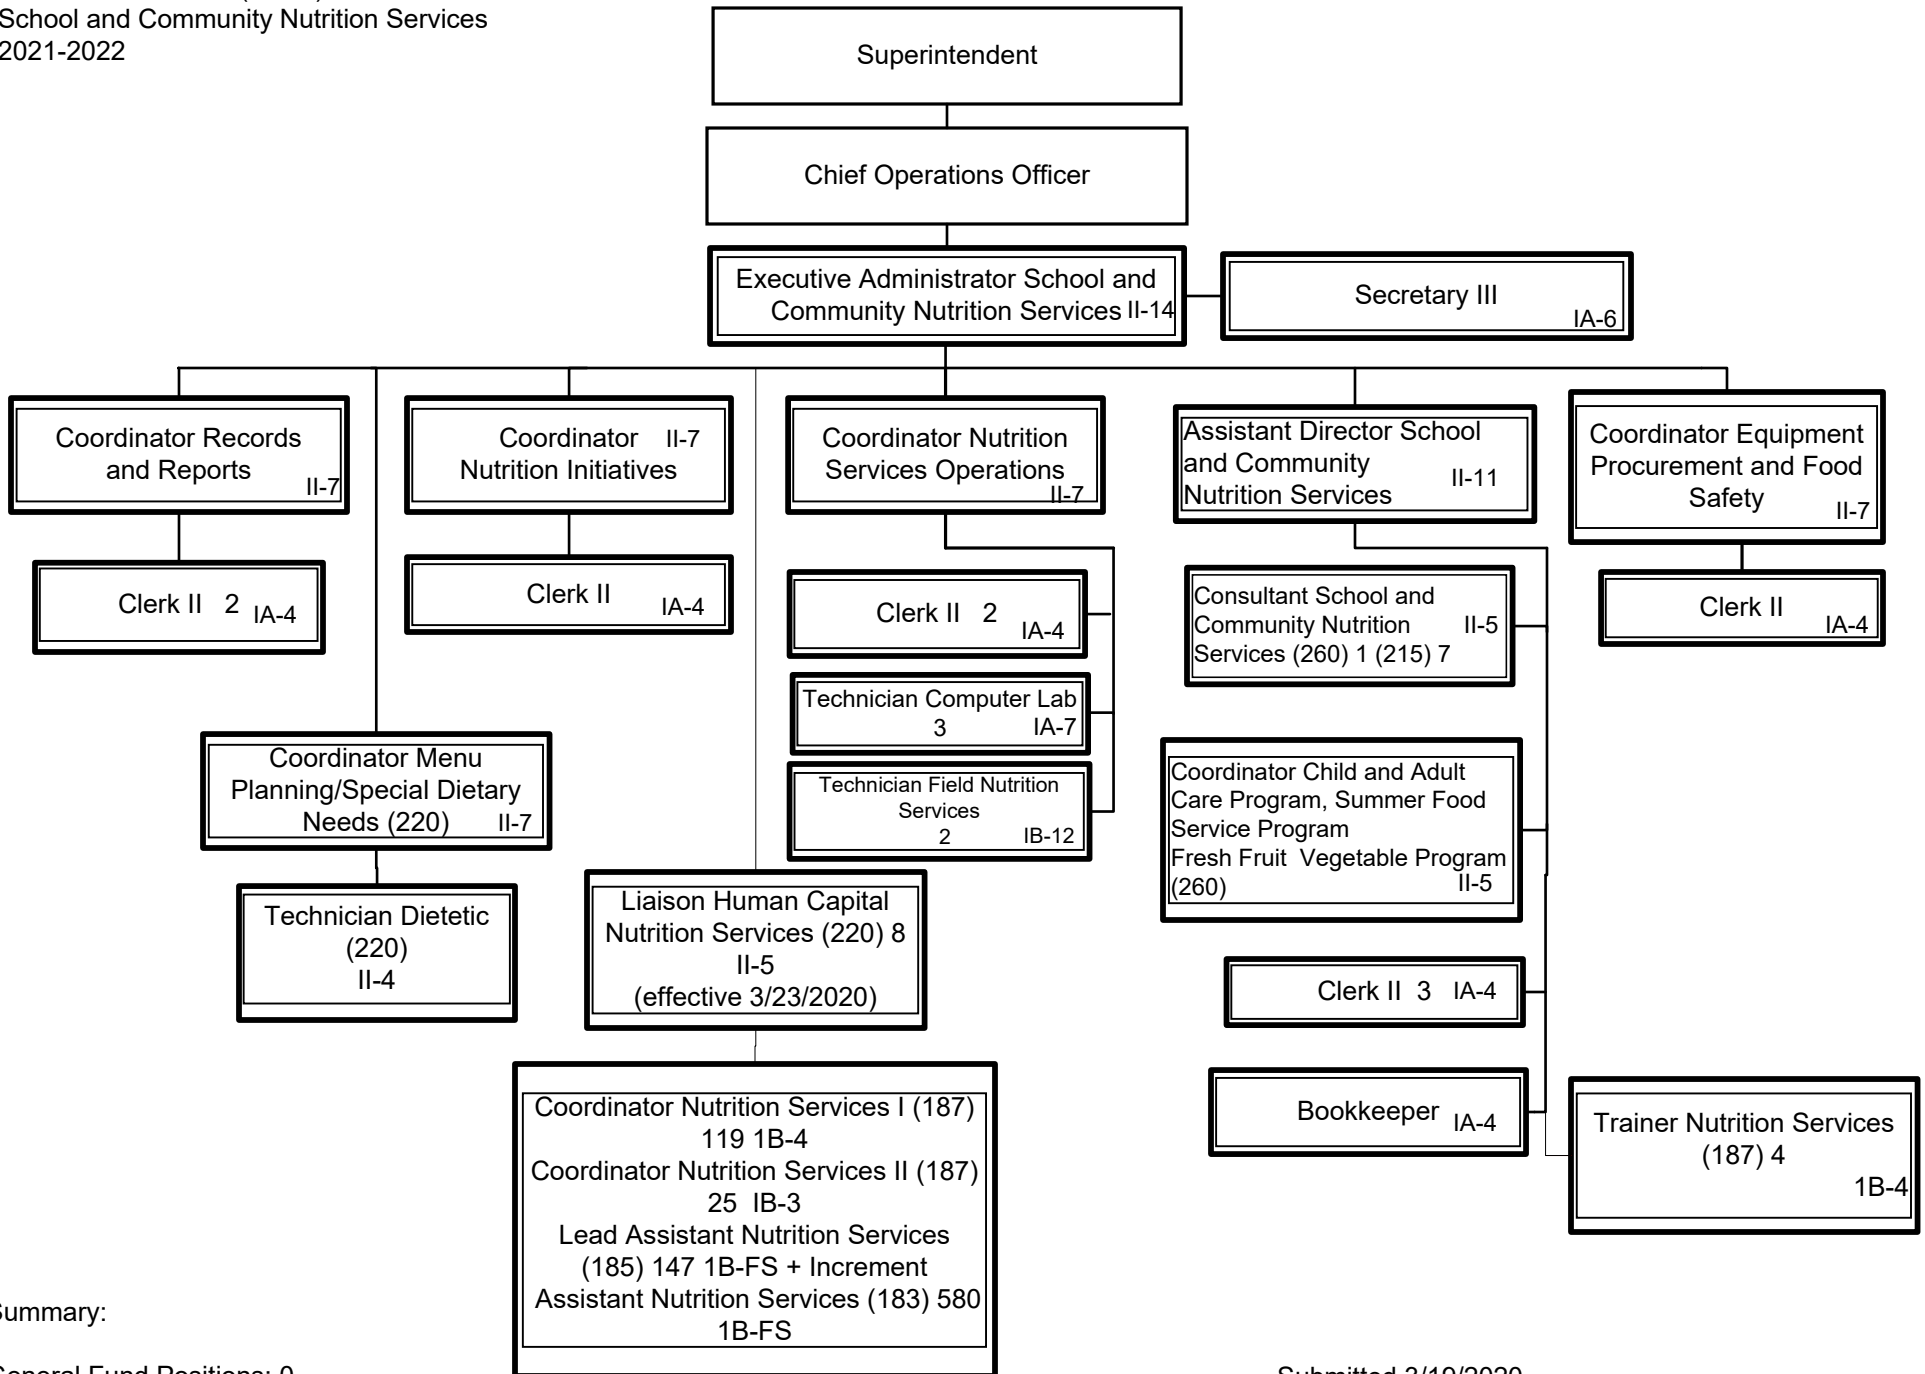 School and Community Nutrition Services
2021-2022
Superintendent
Chief Operations Officer
Executive Administrator School and
Community Nutrition Services II-14
Secretary III
IA-6
Coordinator Records
and Reports
II-7
Clerk II 2 IA-4
Coordinator II-7
Nutrition Initiatives
Clerk II IA-4
Coordinator Nutrition
Services Operations
II-7
Clerk II 2
IA-4
Technician Computer Lab
3 IA-7
Technician Field Nutrition
Services
2 IB-12
Assistant Director School
and Community
Nutrition Services II-11
Consultant School and
Community Nutrition II-5
Services (260) 1 (215) 7
Coordinator Child and Adult
Care Program, Summer Food
Service Program
Fresh Fruit Vegetable Program
(260) II-5
Clerk II 3 IA-4
Bookkeeper IA-4
Trainer Nutrition Services
(187) 4
1B-4
Coordinator Equipment
Procurement and Food
Safety
II-7
Clerk II
IA-4
Coordinator Menu
Planning/Special Dietary
Needs (220) II-7
Technician Dietetic
(220)
II-4
Liaison Human Capital
Nutrition Services (220) 8
II-5
(effective 3/23/2020)
Coordinator Nutrition Services I (187)
119 1B-4
Coordinator Nutrition Services II (187)
25 IB-3
Lead Assistant Nutrition Services
(185) 147 1B-FS + Increment
Assistant Nutrition Services (183) 580
1B-FS
Summary:
General Fund Positions: 0
Submitted 3/19/2020